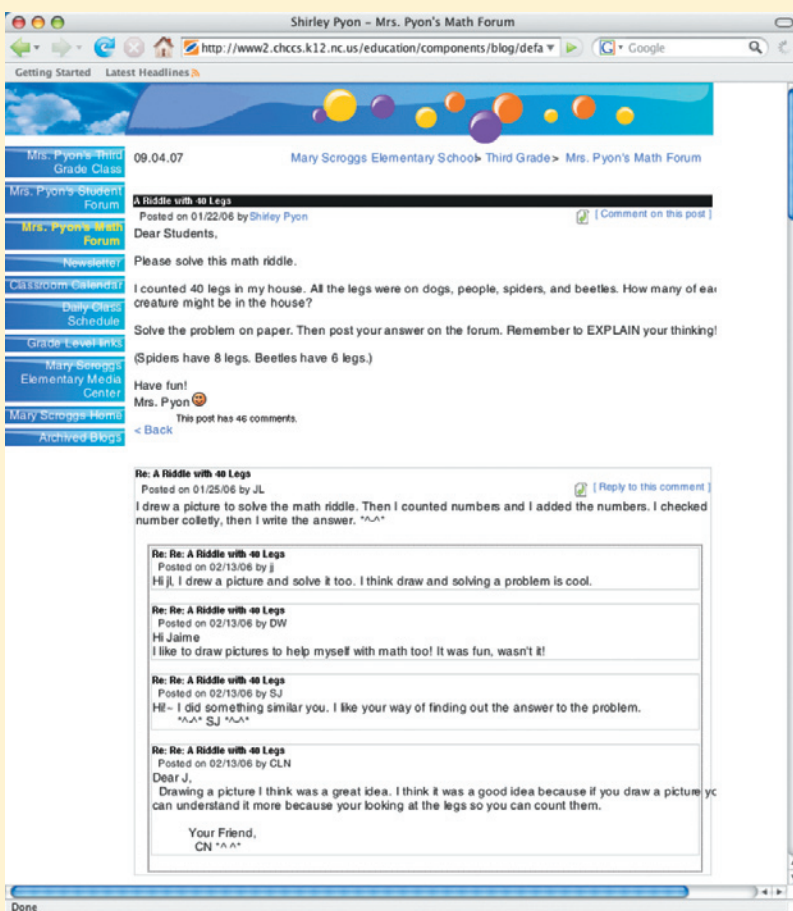 Shirley Pyon – Mrs. Pyon's Math Forum
http://www2.chccs.k12.nc.us/education/components/blog/defa
G
Google
Getting Started Latest Headlines
Mrs. Pyon's Third
Grade Class
Mrs. Pyon's Student
Forum
Mrs. Pyon's Math
Forum
Newsletter
Classroom Calendar
Daily Class
Schedule
Grade Level links
Mary Scroggs
Elementary Media
Center
Mary Scroggs Home
Archived Blogs
09.04.07
Mary Scroggs Elementary School> Third Grade> Mrs. Pyon's Math Forum
A Riddle with 40 Legs
Posted on 01/22/06 by Shirley Pyon
[ Comment on this post ]
Dear Students,
Please solve this math riddle.
I counted 40 legs in my house. All the legs were on dogs, people, spiders, and beetles. How many of eac
creature might be in the house?
Solve the problem on paper. Then post your answer on the forum. Remember to EXPLAIN your thinking!
(Spiders have 8 legs. Beetles have 6 legs.)
Have fun!
Mrs. Pyon
This post has 46 comments.
< Back
Re: A Riddle with 40 Legs
Posted on 01/25/06 by JL
[ Reply to this comment ]
I drew a picture to solve the math riddle. Then I counted numbers and I added the numbers. I checked
number colletly, then I write the answer. *^-^*
Re: Re: A Riddle with 40 Legs
Posted on 02/13/06 by jj
Hi jl, I drew a picture and solve it too. I think draw and solving a problem is cool.
Re: Re: A Riddle with 40 Legs
Posted on 02/13/06 by DW
Hi Jaime
I like to draw pictures to help myself with math too! It was fun, wasn't it!
Re: Re: A Riddle with 40 Legs
Posted on 02/13/06 by SJ
Hi!~ I did something similar you. I like your way of finding out the answer to the problem.
*^-^* SJ *^-^*
Re: Re: A Riddle with 40 Legs
Posted on 02/13/06 by CLN
Dear J,
Drawing a picture I think was a great idea. I think it was a good idea because if you draw a picture yo
can understand it more because your looking at the legs so you can count them.
Your Friend,
CN *^ ^*
Done